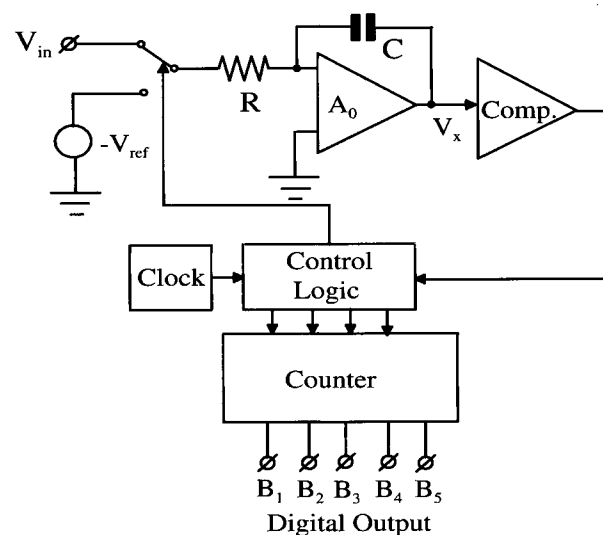 V_in
R
C
A_0
V_x
Comp.
-V_ref
Clock
Control
Logic
Counter
B_1 B_2 B_3 B_4 B_5
Digital Output